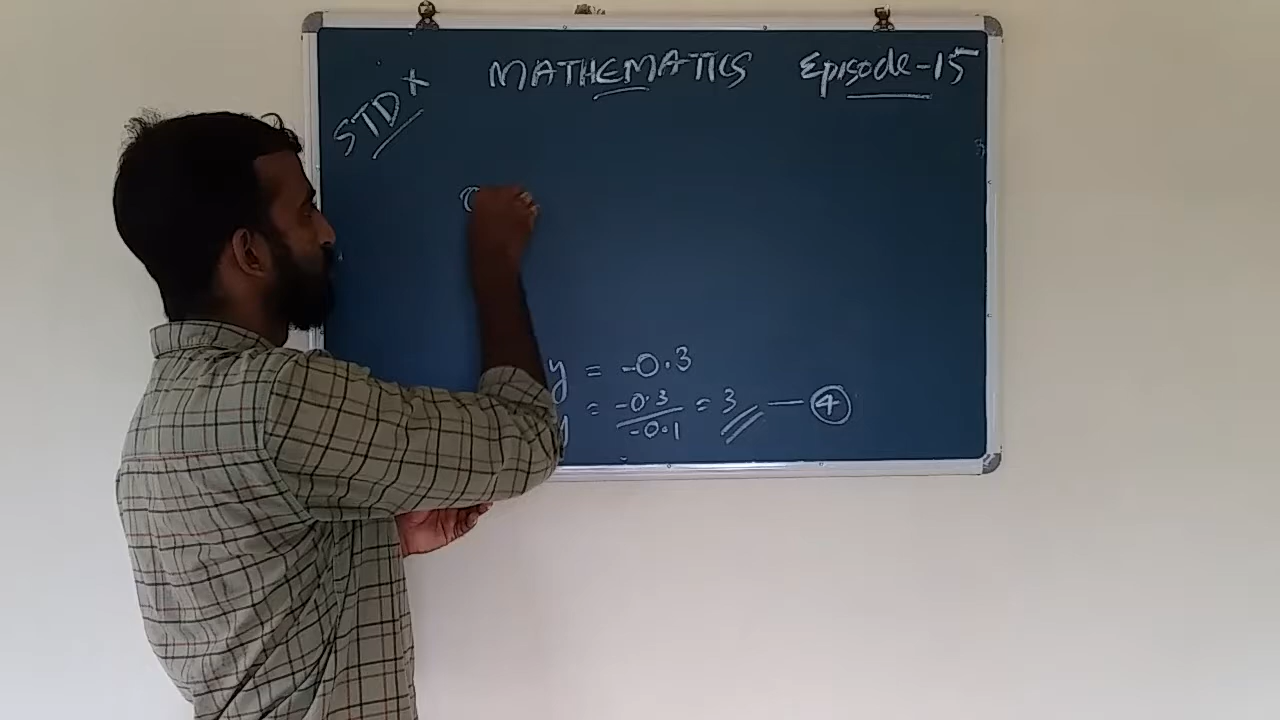 MATHEMATICS Episode-15
STD X
y = -0.3
y = -0.3 / -0.1 = 3 — 4